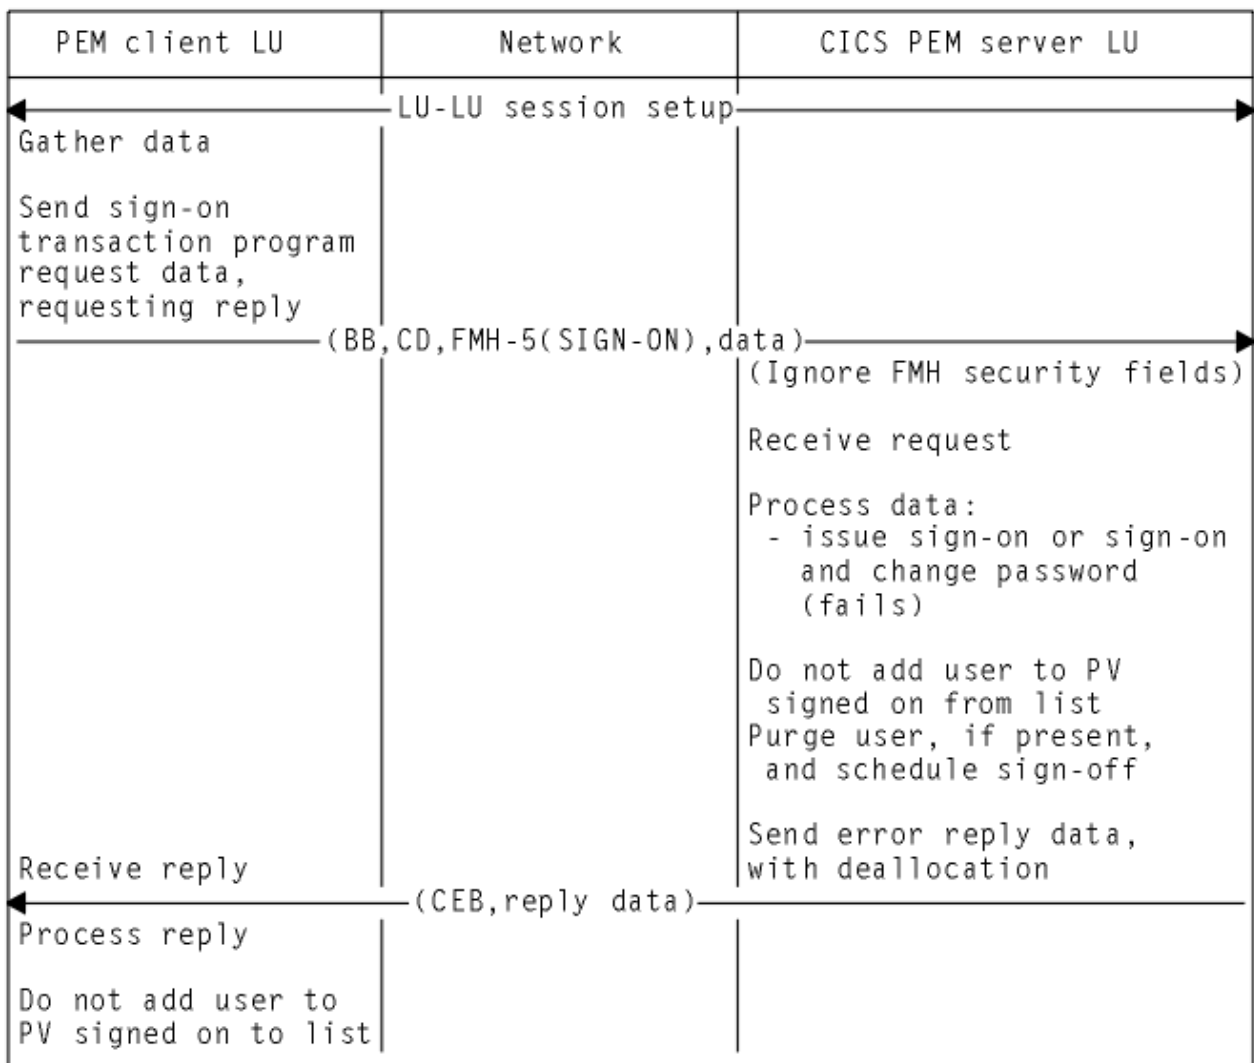 PEM client LU
Network
CICS PEM server LU
LU-LU session setup
Gather data
Send sign-on
transaction program
request data,
requesting reply
(BB,CD,FMH-5(SIGN-ON),data)
(Ignore FMH security fields)
Receive request
Process data:
- issue sign-on or sign-on
and change password
(fails)
Do not add user to PV
signed on from list
Purge user, if present,
and schedule sign-off
Send error reply data,
with deallocation
Receive reply
(CEB,reply data)
Process reply
Do not add user to
PV signed on to list